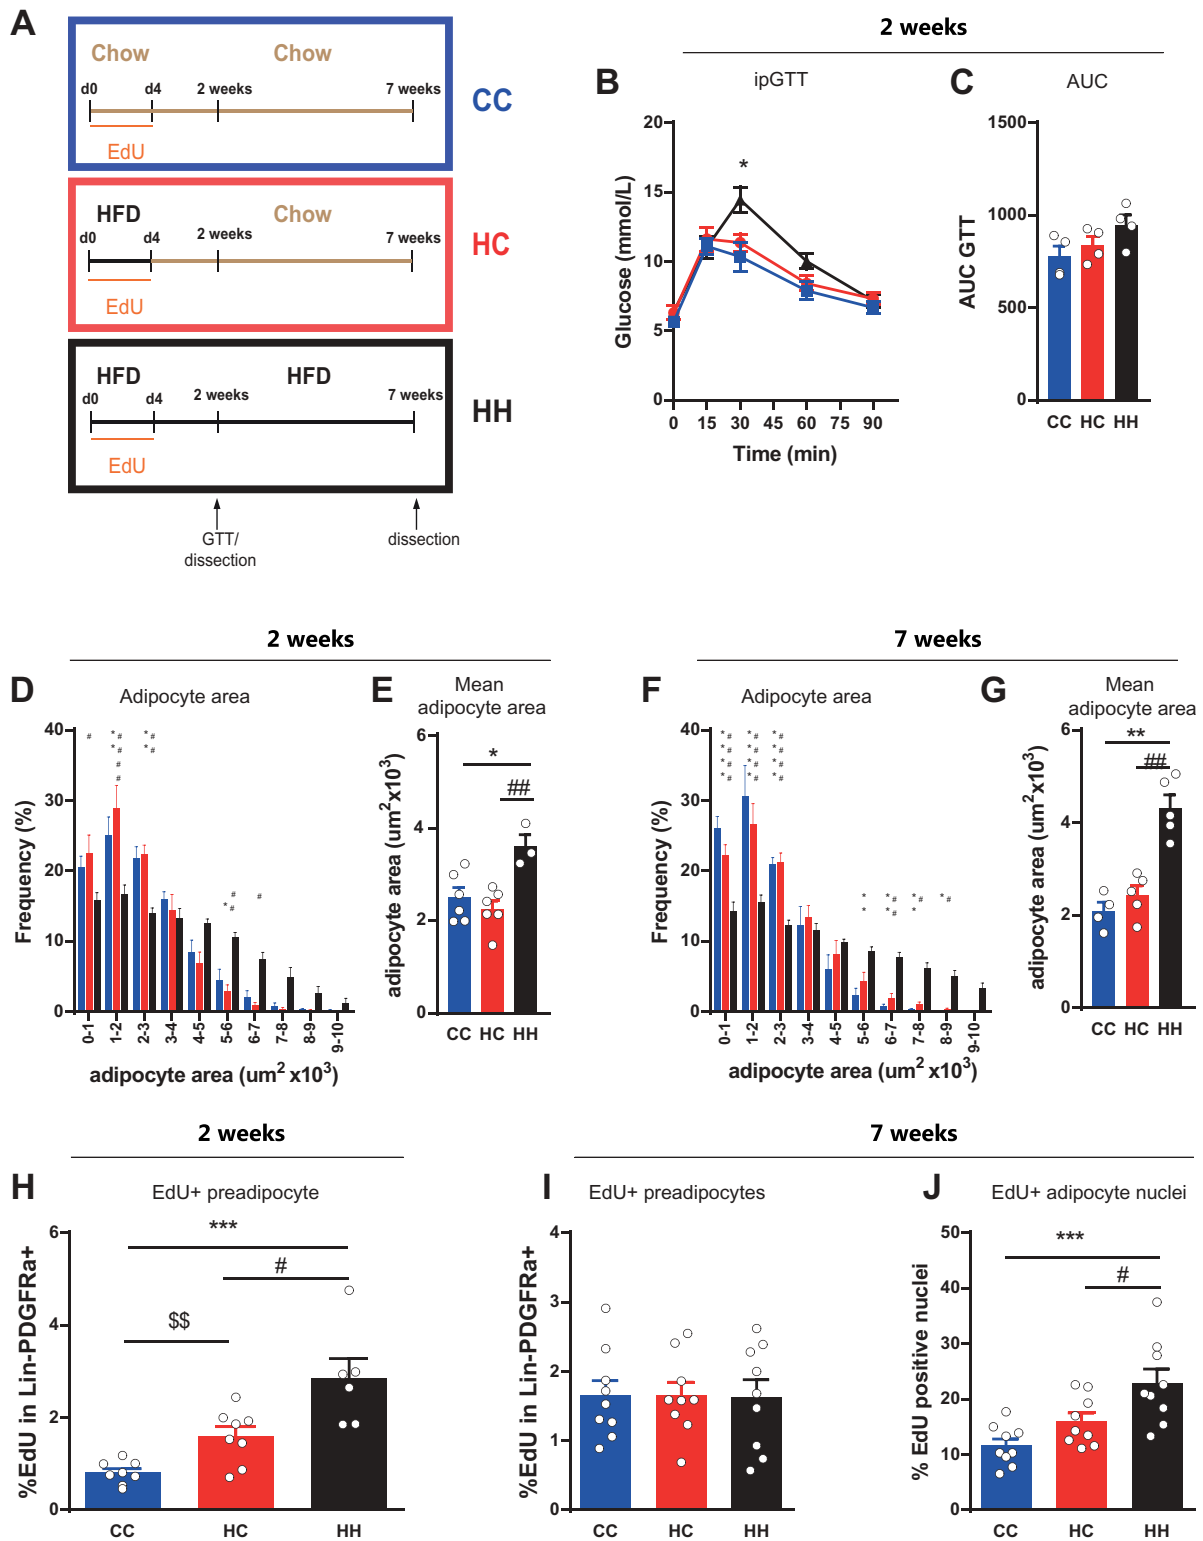 A
Chow
Chow
d0
d4
2 weeks
7 weeks
EdU
CC
HFD
Chow
d0
d4
2 weeks
7 weeks
EdU
HC
HFD
HFD
d0
d4
2 weeks
7 weeks
EdU
HH
GTT/
dissection
dissection
2 weeks
B
ipGTT
Glucose (mmol/L)
20
15
10
5
0
*
0 15 30 45 60 75 90
Time (min)
C
AUC
AUC GTT
1500
1000
500
0
CC HC HH
2 weeks
D
Adipocyte area
Frequency (%)
40
30
20
10
0
#
* #
* #
#
#
* #
* #
#
* #
#
0-1 1-2 2-3 3-4 4-5 5-6 6-7 7-8 8-9 9-10
adipocyte area (um2 x103)
E
Mean
adipocyte area
adipocyte area (um2x103)
6
4
2
0
*
##
CC HC HH
7 weeks
F
Adipocyte area
Frequency (%)
40
30
20
10
0
* # * # * #
* # * # * #
* # * # * #
* # * # * #
* * # * # * #
* * # *
0-1 1-2 2-3 3-4 4-5 5-6 6-7 7-8 8-9 9-10
adipocyte area (um2 x103)
G
Mean
adipocyte area
adipocyte area (um2x103)
6
4
2
0
**
##
CC HC HH
2 weeks
H
EdU+ preadipocyte
%EdU in Lin-PDGFRa+
6
4
2
0
***
#
$$
CC HC HH
7 weeks
I
EdU+ preadipocytes
%EdU in Lin-PDGFRa+
4
3
2
1
0
CC HC HH
J
EdU+ adipocyte nuclei
% EdU positive nuclei
50
40
30
20
10
0
***
#
CC HC HH